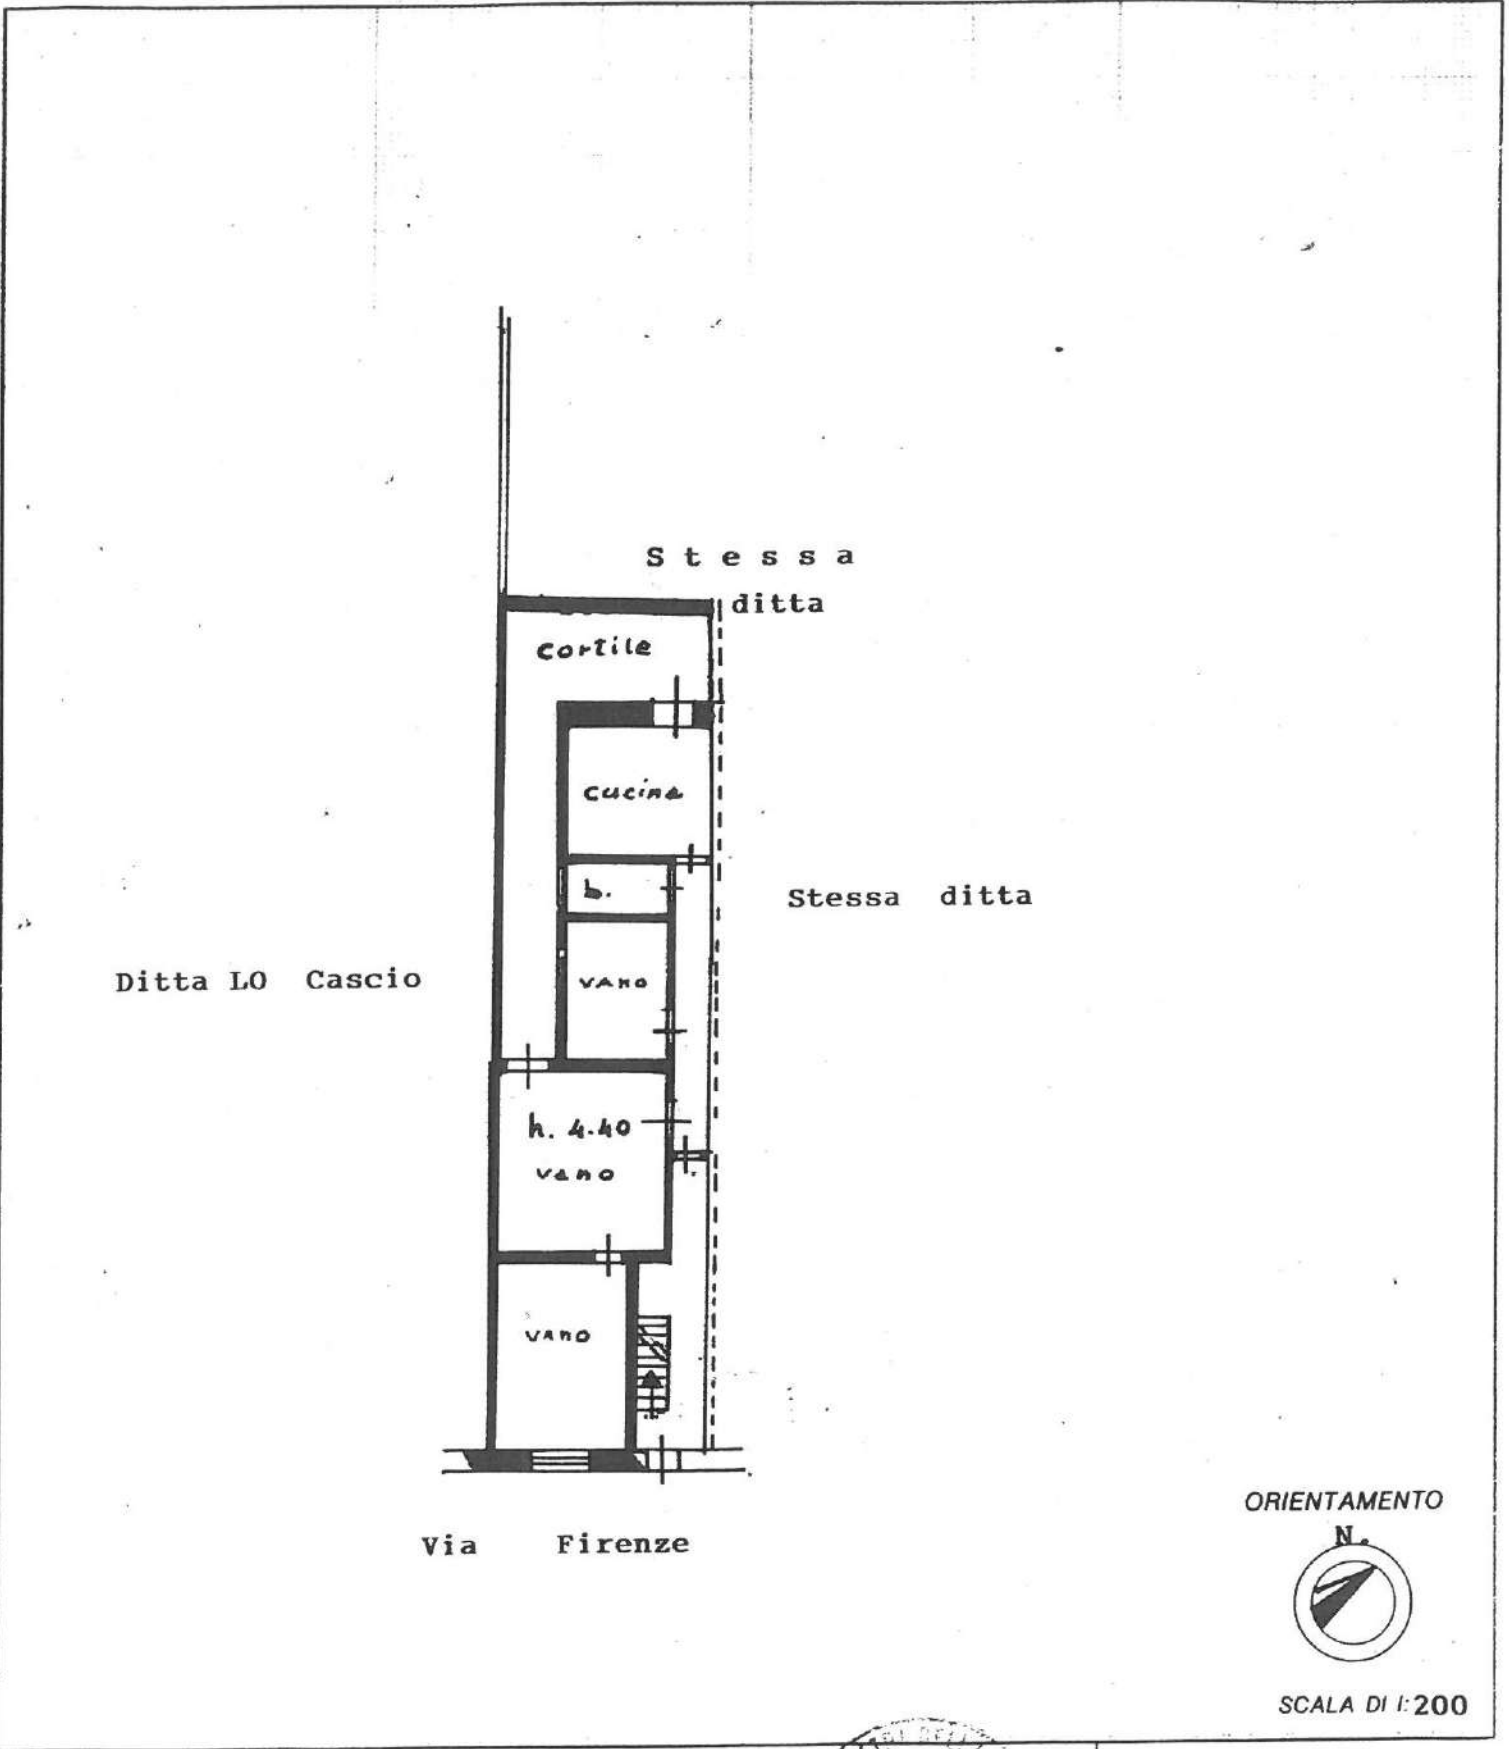 S t e s s a
ditta
cortile
cucina
b.
Stessa ditta
Ditta LO Cascio
vano
h. 4.40
vano
vano
Via Firenze
ORIENTAMENTO
N.
SCALA DI 1:200